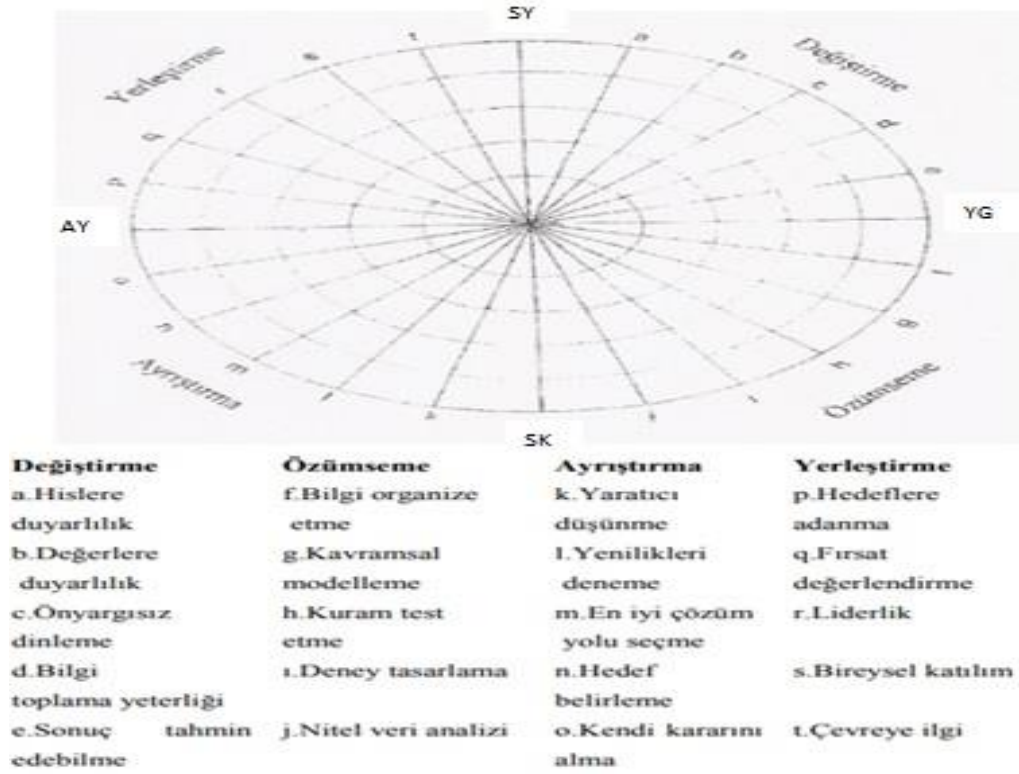 SY
Yerleştirme
Değiştirme
t
a
s
b
r
c
q
d
p
e
AY
YG
o
f
n
g
m
h
Ayrıştırma
Özümseme
l
ı
k
SK
Değiştirme Özümseme Ayrıştırma Yerleştirme
a.Hislere f.Bilgi organize k.Yaratıcı p.Hedeflere
duyarlılık etme düşünme adanma
b.Değerlere g.Kavramsal l.Yenilikleri q.Fırsat
duyarlılık modelleme deneme değerlendirme
c.Önyargısız h.Kuram test m.En iyi çözüm r.Liderlik
dinleme etme yolu seçme
d.Bilgi ı.Deney tasarlama n.Hedef s.Bireysel katılım
toplama yeterliği belirleme
e.Sonuç tahmin j.Nitel veri analizi o.Kendi kararını t.Çevreye ilgi
edebilme alma